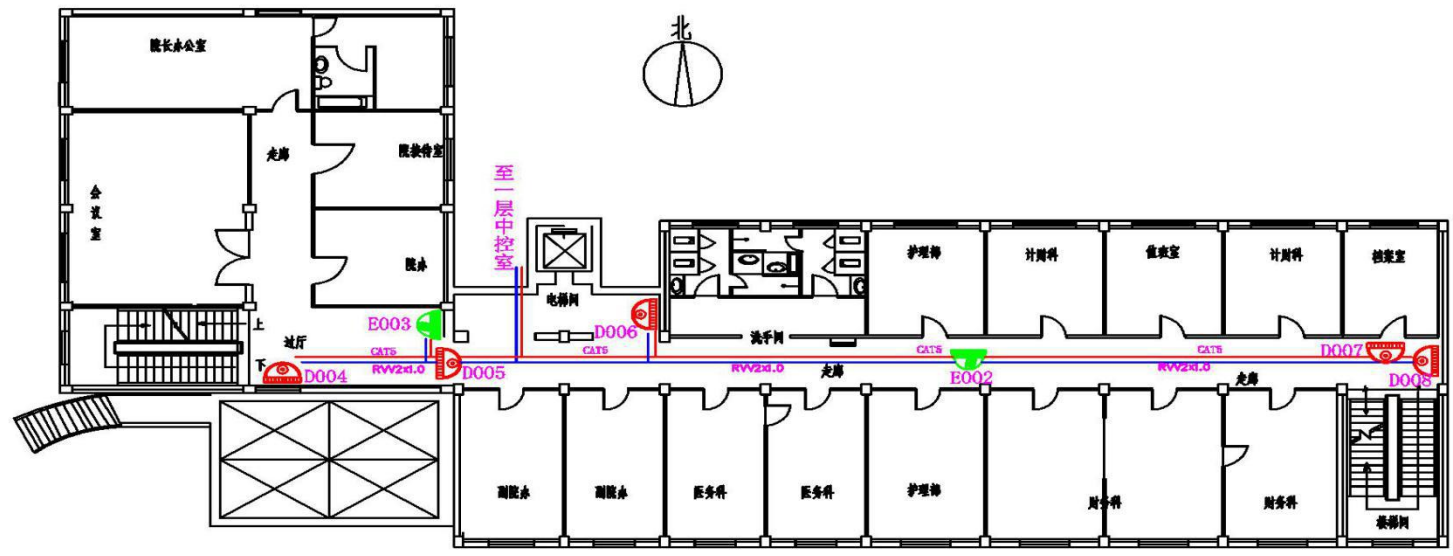 北
院长办公室
走廊
院接待室
会议室
院办
至一层中控室
电梯间
护理部
计财科
值班室
计财科
档案室
上
过厅
下
E003
D006
洗手间
CAT5
CAT5
CAT5
CAT5
D007
D004
RVV2x1.0
D005
RVV2x1.0
走廊
E002
RVV2x1.0
走廊
D008
副院办
副院办
医务科
医务科
护理部
财务科
财务科
楼梯间